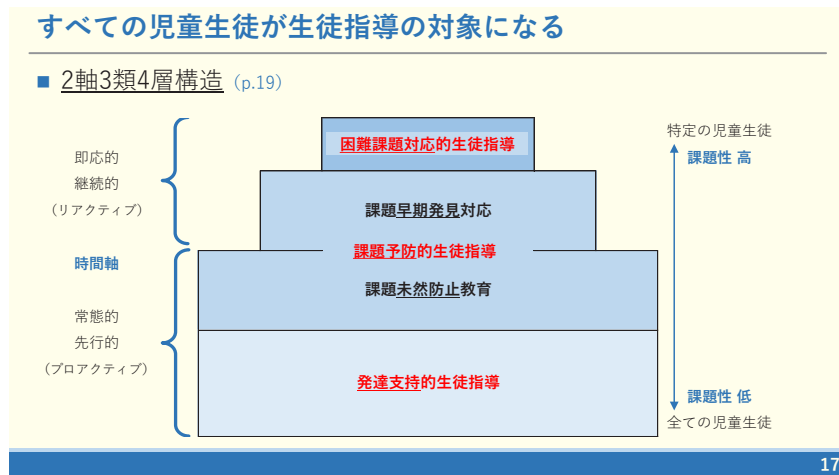 すべての児童生徒が生徒指導の対象になる
■ 2軸3類4層構造 (p.19)
困難課題対応的生徒指導
特定の児童生徒
課題性 高
即応的
継続的
(リアクティブ)
課題早期発見対応
課題予防的生徒指導
時間軸
課題未然防止教育
常態的
先行的
(プロアクティブ)
発達支持的生徒指導
課題性 低
全ての児童生徒
17